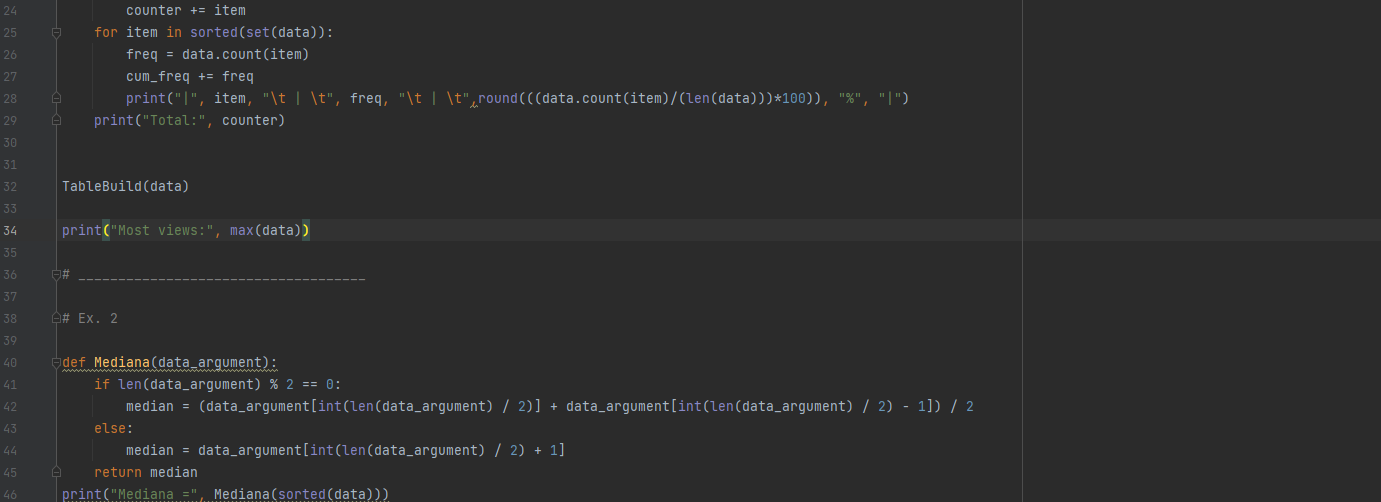 24 counter += item
25 for item in sorted(set(data)):
26 freq = data.count(item)
27 cum_freq += freq
28 print("|", item, "\t | \t", freq, "\t | \t",round(((data.count(item)/(len(data)))*100)), "%", "|")
29 print("Total:", counter)
30
31
32 TableBuild(data)
33
34 print("Most views:", max(data))
35
36 # ____________________________________
37
38 # Ex. 2
39
40 def Mediana(data_argument):
41 if len(data_argument) % 2 == 0:
42 median = (data_argument[int(len(data_argument) / 2)] + data_argument[int(len(data_argument) / 2) - 1]) / 2
43 else:
44 median = data_argument[int(len(data_argument) / 2) + 1]
45 return median
46 print("Mediana =", Mediana(sorted(data)))